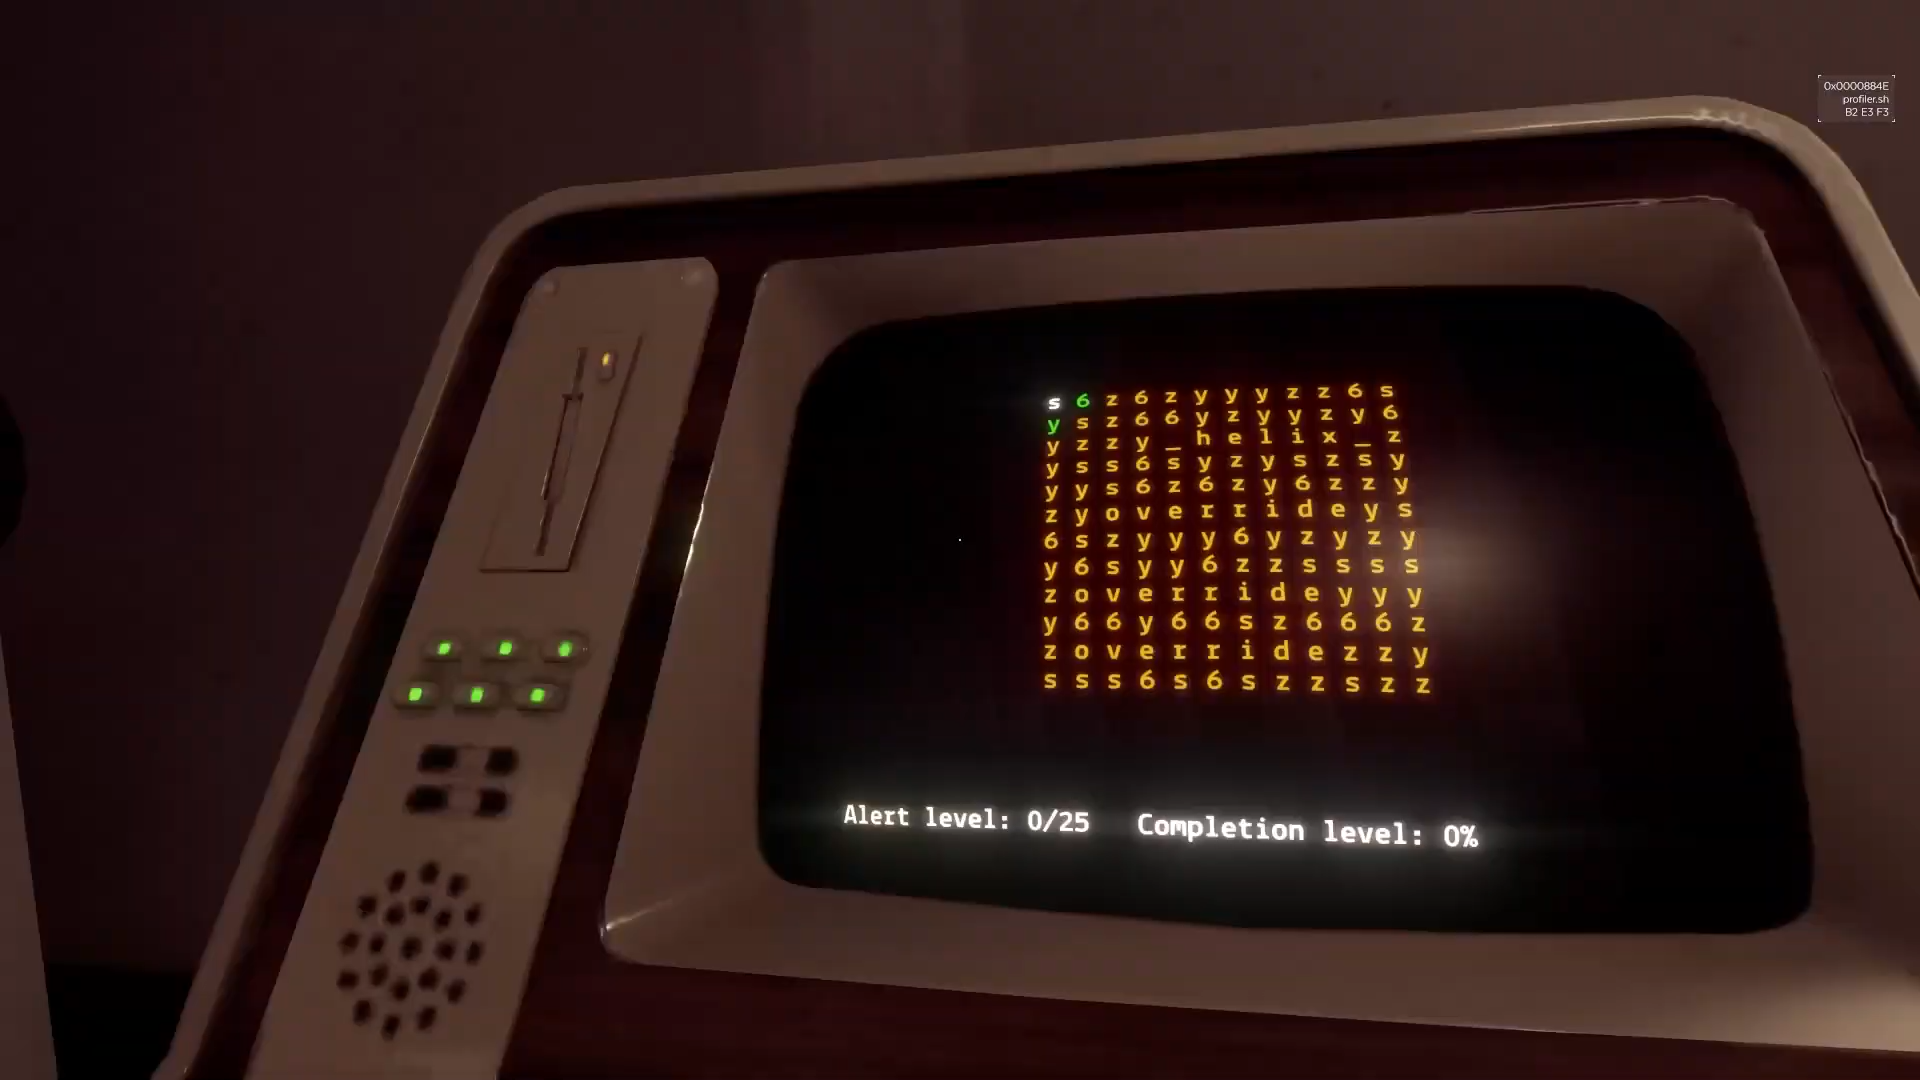 0x0000884E
profiler.sh
B2 E3 F3
s 6 z 6 z y y y z z 6 s
y s z 6 6 y z y y z y 6
y z z y _ h e l i x _ z
y s s 6 s y z y s z s y
y y s 6 z 6 z y 6 z z y
z y o v e r r i d e y s
6 s z y y y 6 y z y z y
y 6 s y y 6 z z s s s s
z o v e r r i d e y y y
y 6 6 y 6 6 s z 6 6 6 z
z o v e r r i d e z z y
s s s 6 s 6 s z z s z z
Alert level: 0/25 Completion level: 0%